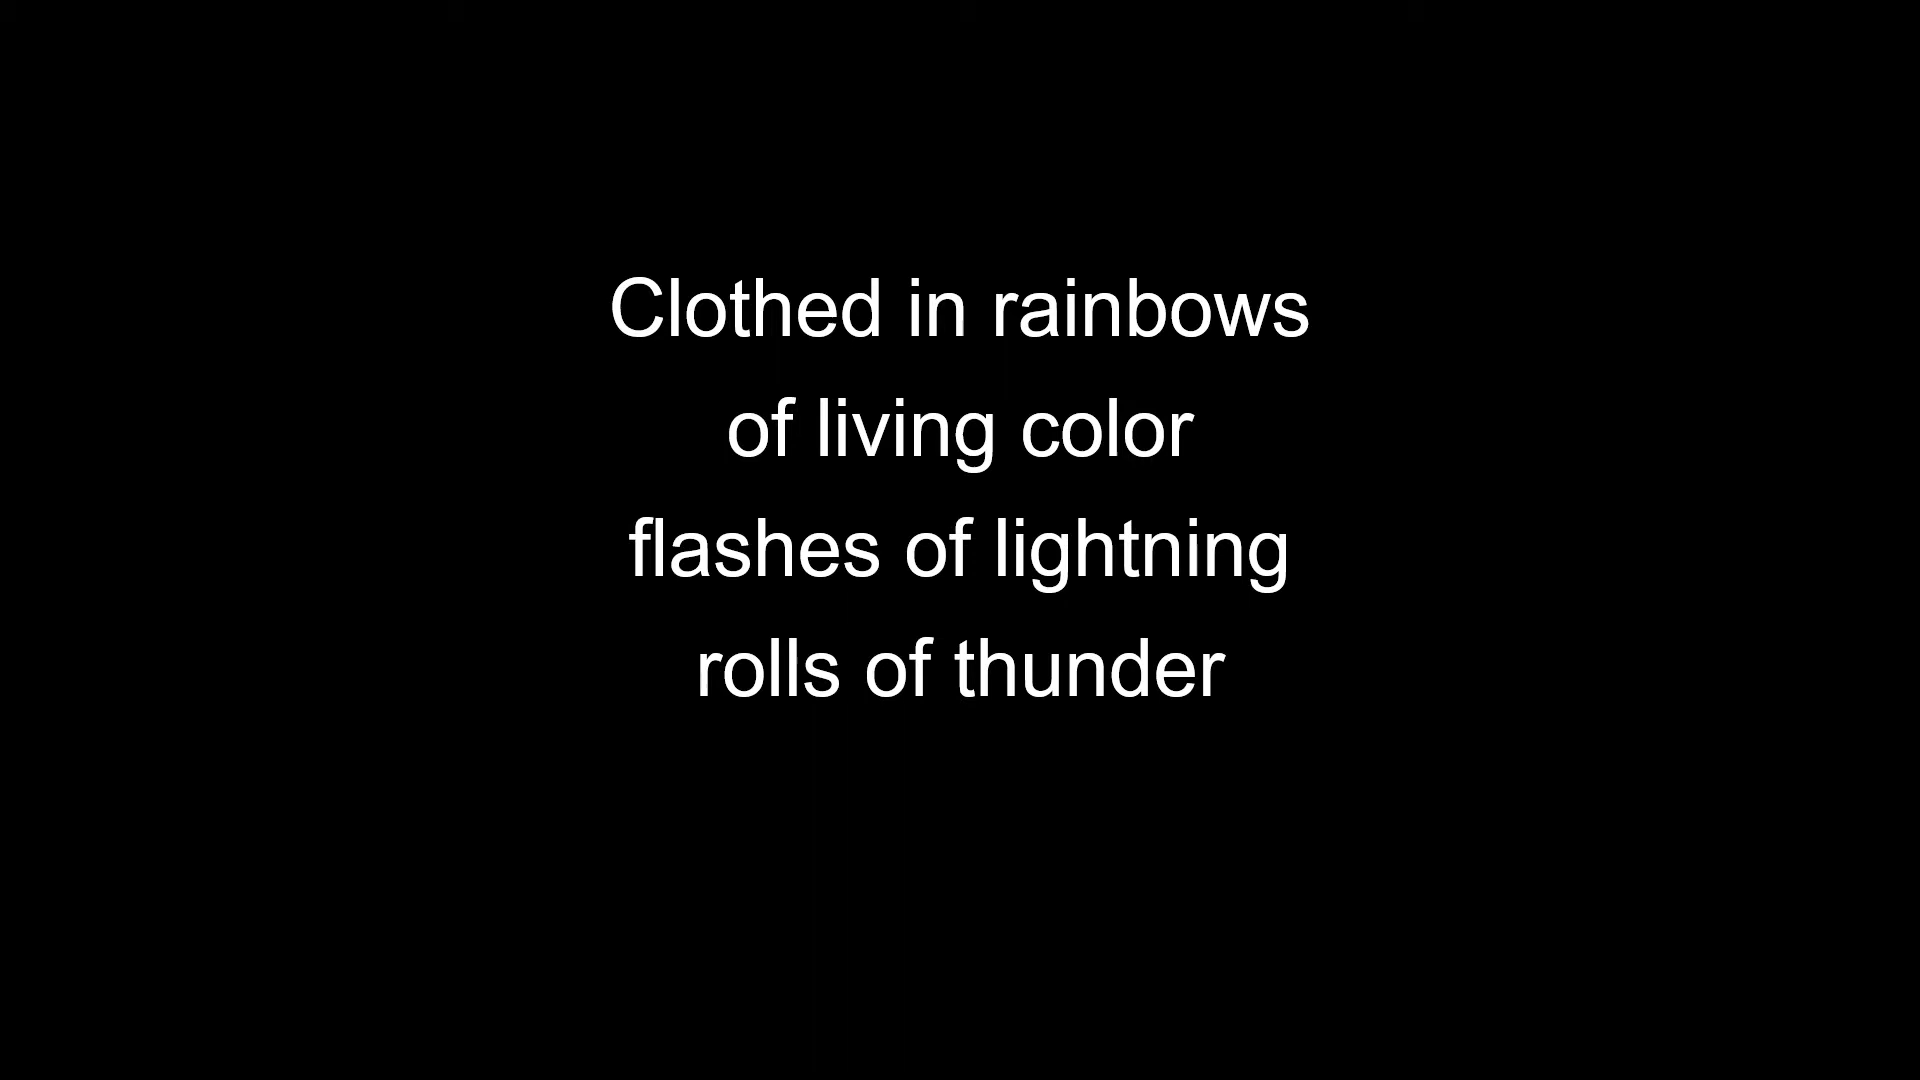 Clothed in rainbows
of living color
flashes of lightning
rolls of thunder